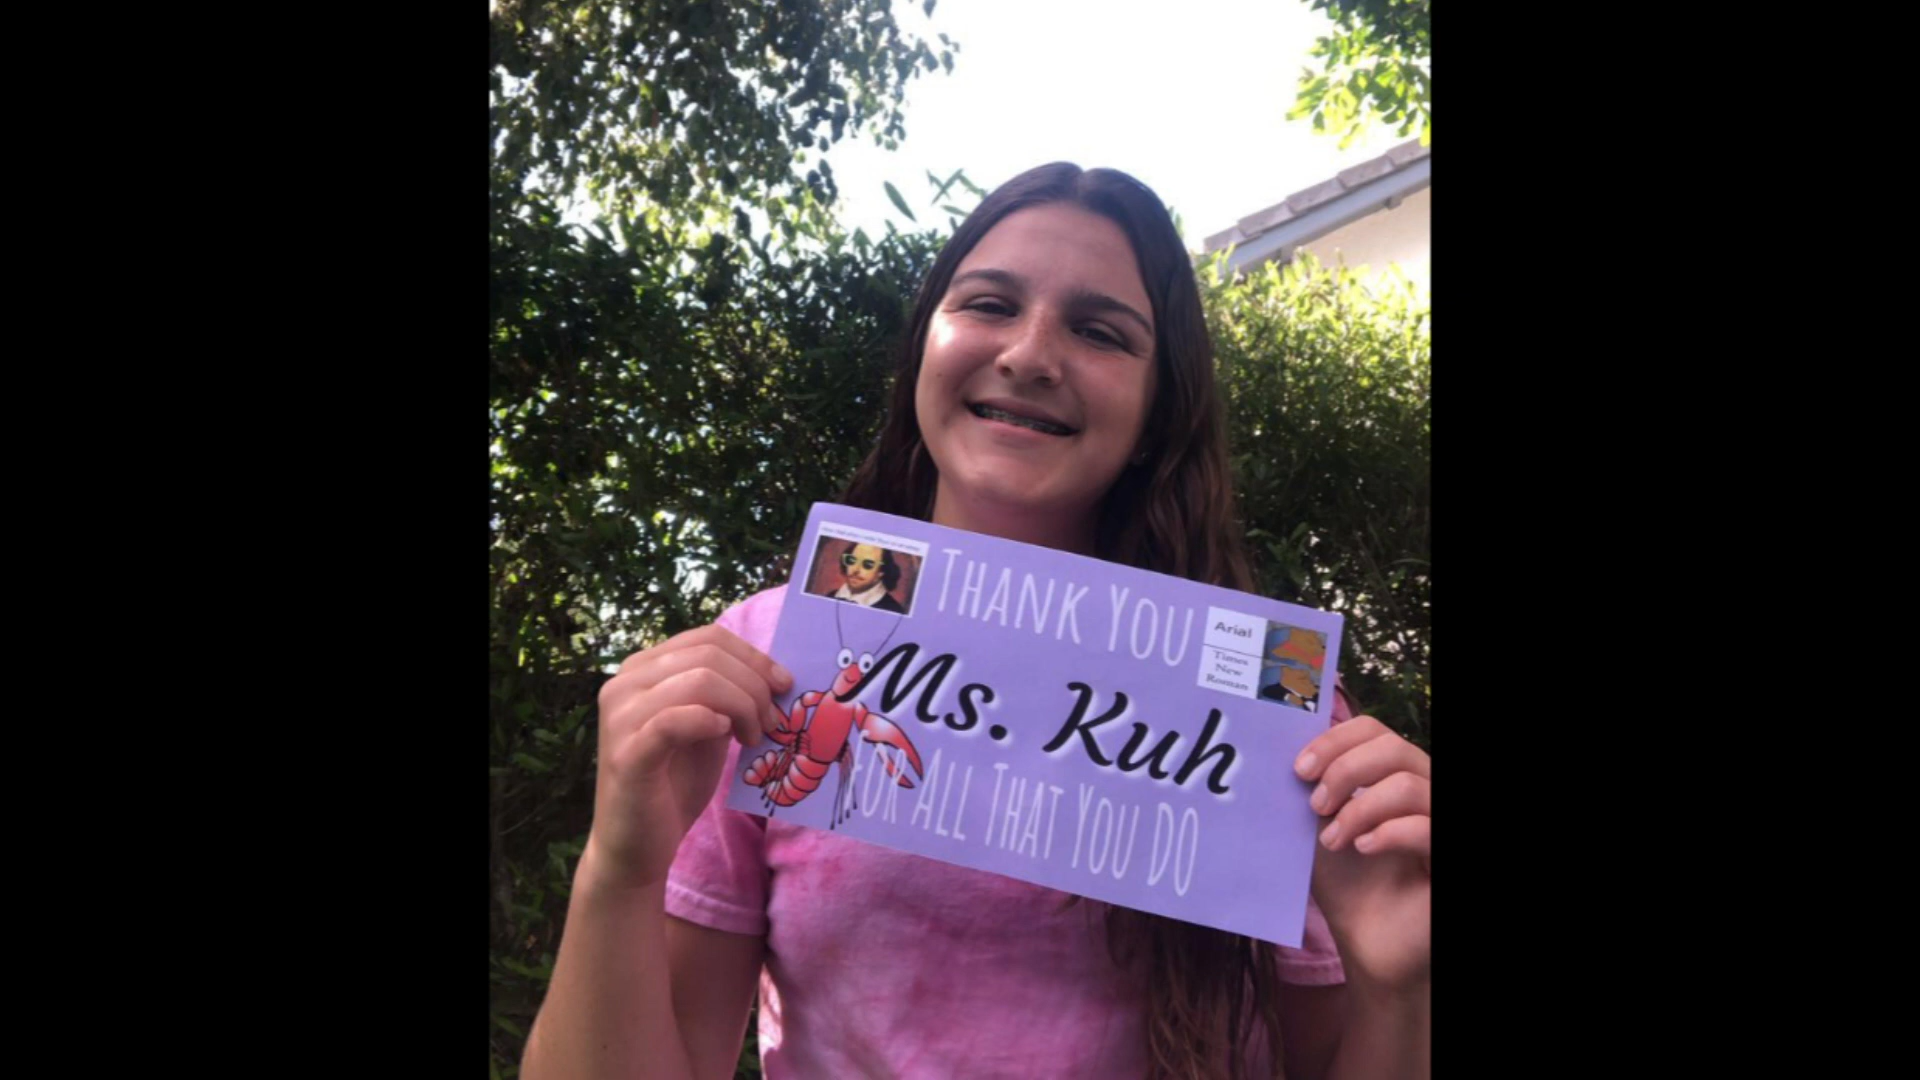 THANK YOU
Arial
Times
New
Roman
Ms. Kuh
FOR ALL THAT YOU DO